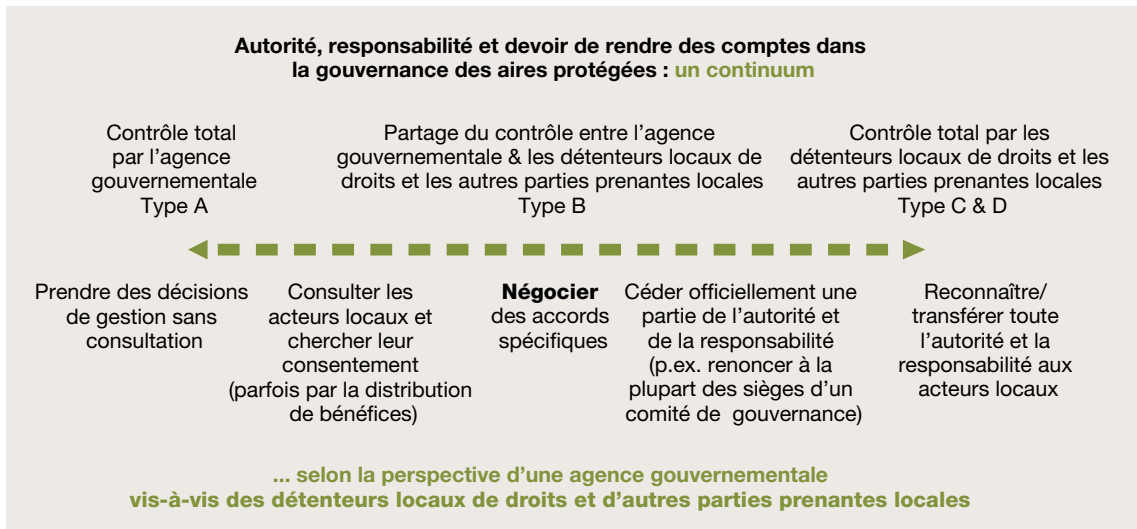 Autorité, responsabilité et devoir de rendre des comptes dans
la gouvernance des aires protégées : un continuum
Contrôle total
par l'agence
gouvernementale
Type A
Partage du contrôle entre l'agence
gouvernementale & les détenteurs locaux de
droits et les autres parties prenantes locales
Type B
Contrôle total par les
détenteurs locaux de droits et les
autres parties prenantes locales
Type C & D
Prendre des décisions
de gestion sans
consultation
Consulter les
acteurs locaux et
chercher leur
consentement
(parfois par la distribution
de bénéfices)
Négocier
des accords
spécifiques
Céder officiellement une
partie de l'autorité et
de la responsabilité
(p.ex. renoncer à la
plupart des sièges d'un
comité de gouvernance)
Reconnaître/
transférer toute
l'autorité et la
responsabilité aux
acteurs locaux
... selon la perspective d'une agence gouvernementale
vis-à-vis des détenteurs locaux de droits et d'autres parties prenantes locales